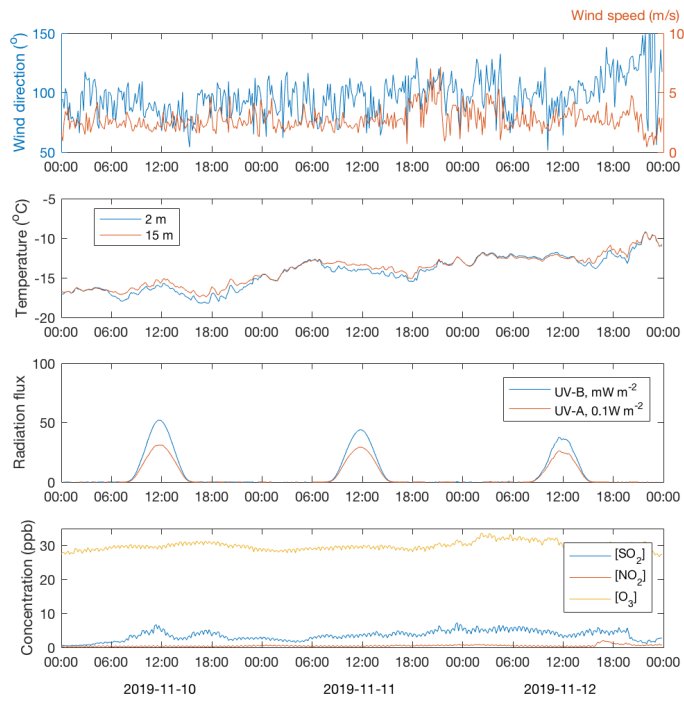 Wind speed (m/s)
Wind direction (°)
150
100
50
10
5
0
00:00 06:00 12:00 18:00 00:00 06:00 12:00 18:00 00:00 06:00 12:00 18:00 00:00
Temperature (°C)
-5
-10
-15
-20
2 m
15 m
00:00 06:00 12:00 18:00 00:00 06:00 12:00 18:00 00:00 06:00 12:00 18:00 00:00
Radiation flux
100
50
0
UV-B, mW m⁻²
UV-A, 0.1W m⁻²
00:00 06:00 12:00 18:00 00:00 06:00 12:00 18:00 00:00 06:00 12:00 18:00 00:00
Concentration (ppb)
30
20
10
0
[SO₂]
[NO₂]
[O₃]
00:00 06:00 12:00 18:00 00:00 06:00 12:00 18:00 00:00 06:00 12:00 18:00 00:00
2019-11-10 2019-11-11 2019-11-12